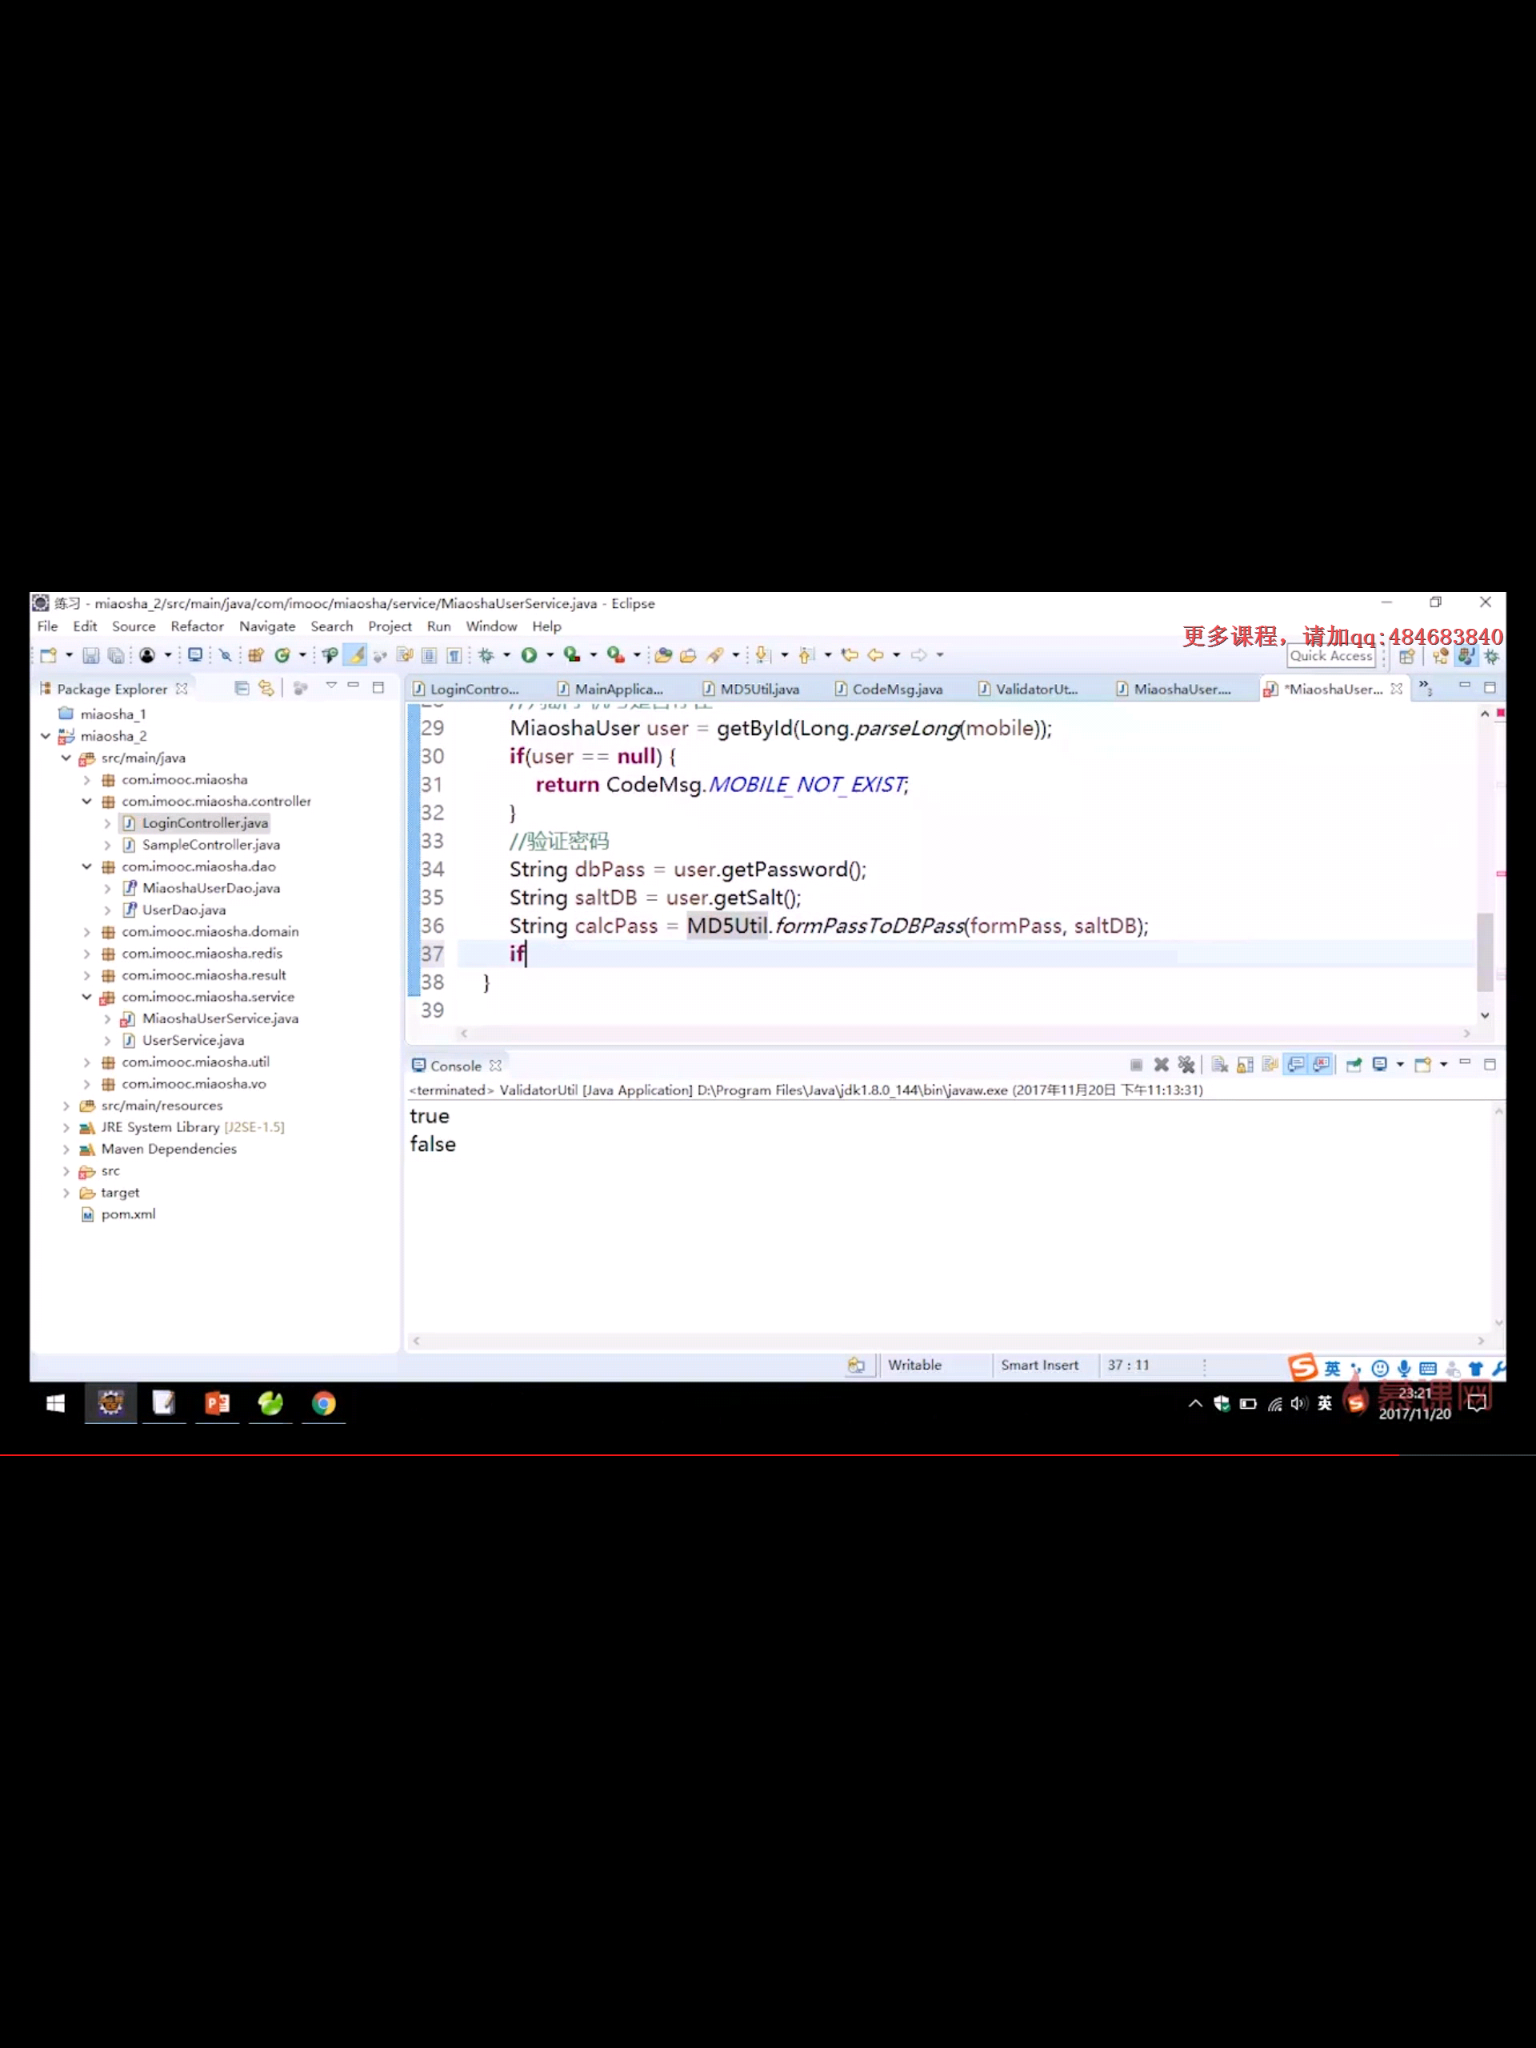 练习 - miaosha_2/src/main/java/com/imooc/miaosha/service/MiaoshaUserService.java - Eclipse
File Edit Source Refactor Navigate Search Project Run Window Help
更多课程，请加qq:484683840
Quick Access
Package Explorer
LoginContro... MainApplica... MD5Util.java CodeMsg.java ValidatorUt... MiaoshaUser.... *MiaoshaUser... »3
miaosha_1
miaosha_2
src/main/java
com.imooc.miaosha
com.imooc.miaosha.controller
LoginController.java
SampleController.java
com.imooc.miaosha.dao
MiaoshaUserDao.java
UserDao.java
com.imooc.miaosha.domain
com.imooc.miaosha.redis
com.imooc.miaosha.result
com.imooc.miaosha.service
MiaoshaUserService.java
UserService.java
com.imooc.miaosha.util
com.imooc.miaosha.vo
src/main/resources
JRE System Library [J2SE-1.5]
Maven Dependencies
src
target
pom.xml
29 MiaoshaUser user = getById(Long.parseLong(mobile));
30 if(user == null) {
31 return CodeMsg.MOBILE_NOT_EXIST;
32 }
33 //验证密码
34 String dbPass = user.getPassword();
35 String saltDB = user.getSalt();
36 String calcPass = MD5Util.formPassToDBPass(formPass, saltDB);
37 if
38 }
39
Console
<terminated> ValidatorUtil [Java Application] D:\Program Files\Java\jdk1.8.0_144\bin\javaw.exe (2017年11月20日 下午11:13:31)
true
false
Writable Smart Insert 37 : 11
英
英
慕课网
23:21
2017/11/20